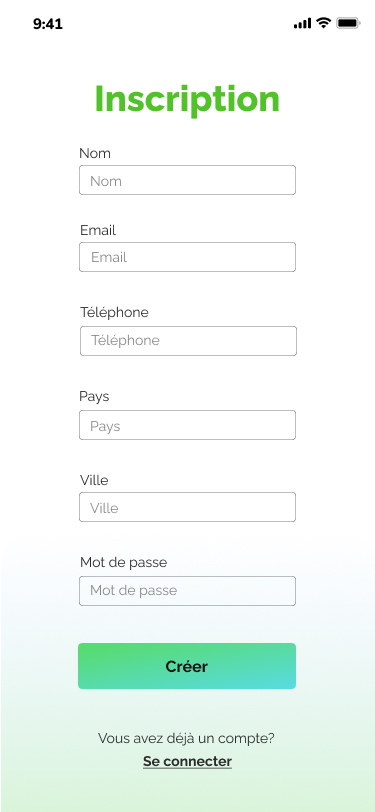 9:41
Inscription
Nom
Nom
Email
Email
Téléphone
Téléphone
Pays
Pays
Ville
Ville
Mot de passe
Mot de passe
Créer
Vous avez déjà un compte?
Se connecter